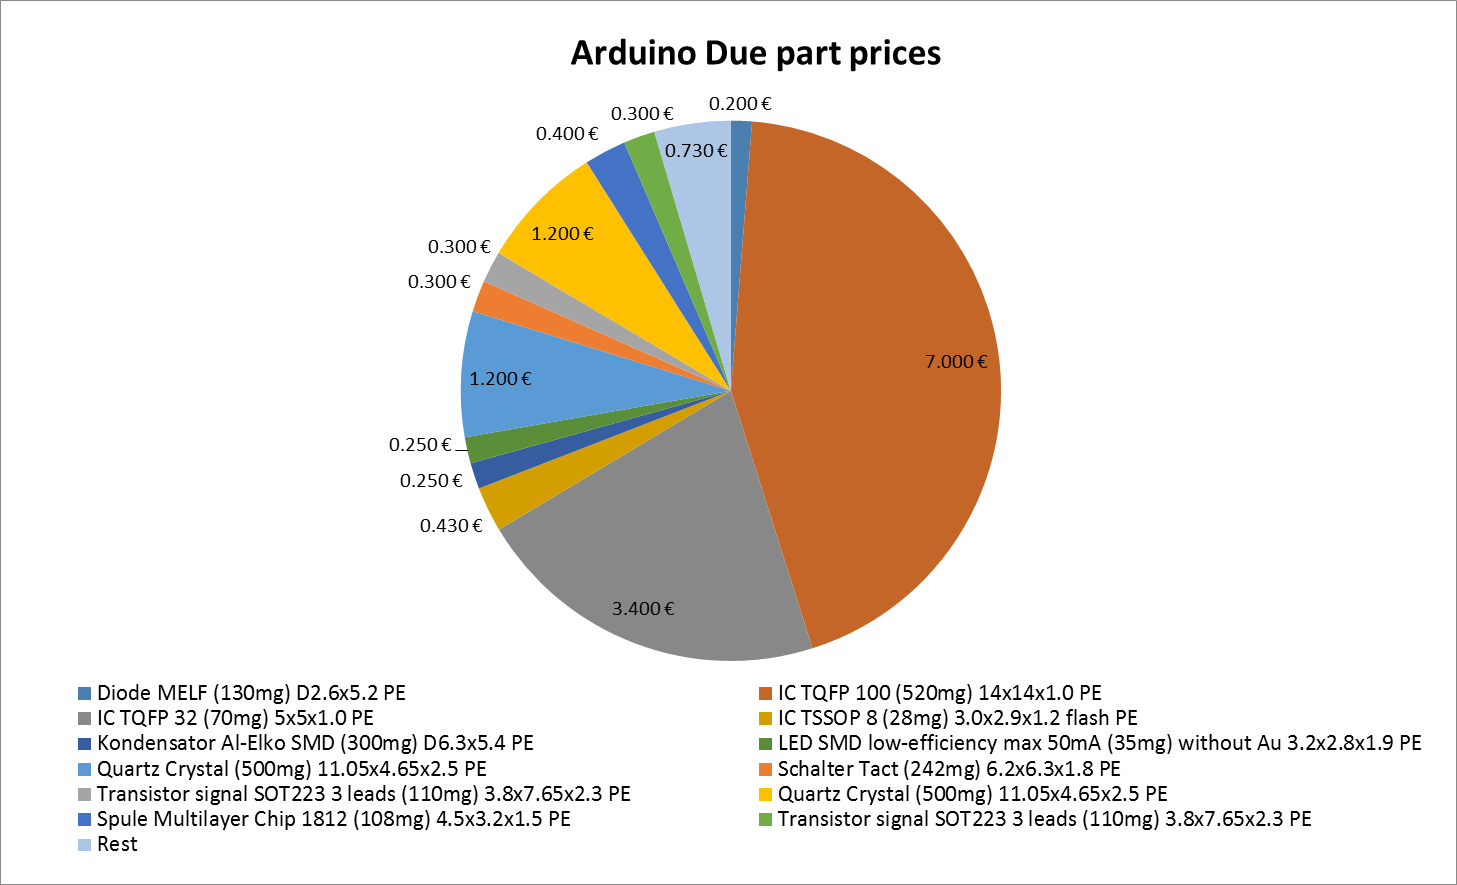 Arduino Due part prices
0.200 €
0.300 €
0.400 €
0.730 €
1.200 €
0.300 €
0.300 €
7.000 €
1.200 €
0.250 €
0.250 €
0.430 €
3.400 €
Diode MELF (130mg) D2.6x5.2 PE
IC TQFP 100 (520mg) 14x14x1.0 PE
IC TQFP 32 (70mg) 5x5x1.0 PE
IC TSSOP 8 (28mg) 3.0x2.9x1.2 flash PE
Kondensator Al-Elko SMD (300mg) D6.3x5.4 PE
LED SMD low-efficiency max 50mA (35mg) without Au 3.2x2.8x1.9 PE
Quartz Crystal (500mg) 11.05x4.65x2.5 PE
Schalter Tact (242mg) 6.2x6.3x1.8 PE
Transistor signal SOT223 3 leads (110mg) 3.8x7.65x2.3 PE
Quartz Crystal (500mg) 11.05x4.65x2.5 PE
Spule Multilayer Chip 1812 (108mg) 4.5x3.2x1.5 PE
Transistor signal SOT223 3 leads (110mg) 3.8x7.65x2.3 PE
Rest